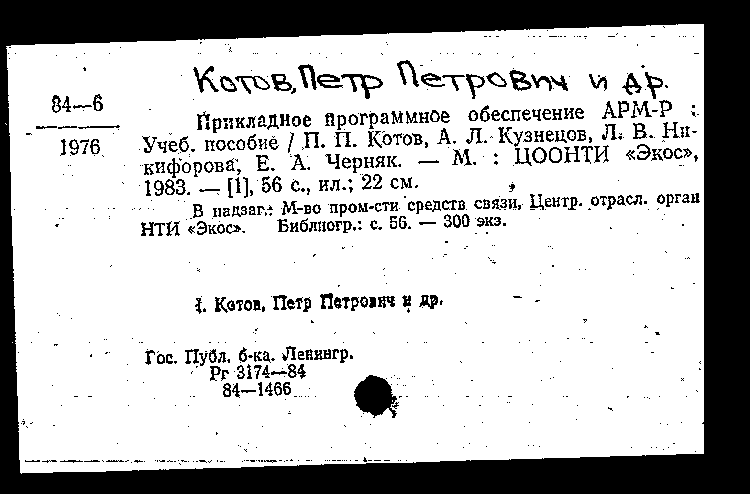 Котов, Петр Петрович и др.
84—6
1976
Прикладное программное обеспечение АРМ-Р :
Учеб. пособие / П. П. Котов, А. Л. Кузнецов, Л. В. Ни-
кифорова, Е. А. Черняк. — М. : ЦООНТИ «Экос»,
1983. — [1], 56 с., ил.; 22 см.
В надзаг.: М-во пром-сти средств связи, Центр. отрасл. орган
НТИ «Экос». Библиогр.: с. 56. — 300 экз.
I. Котов, Петр Петрович и др.
Гос. Публ. б-ка. Ленингр.
Рг 3174—84
84—1466